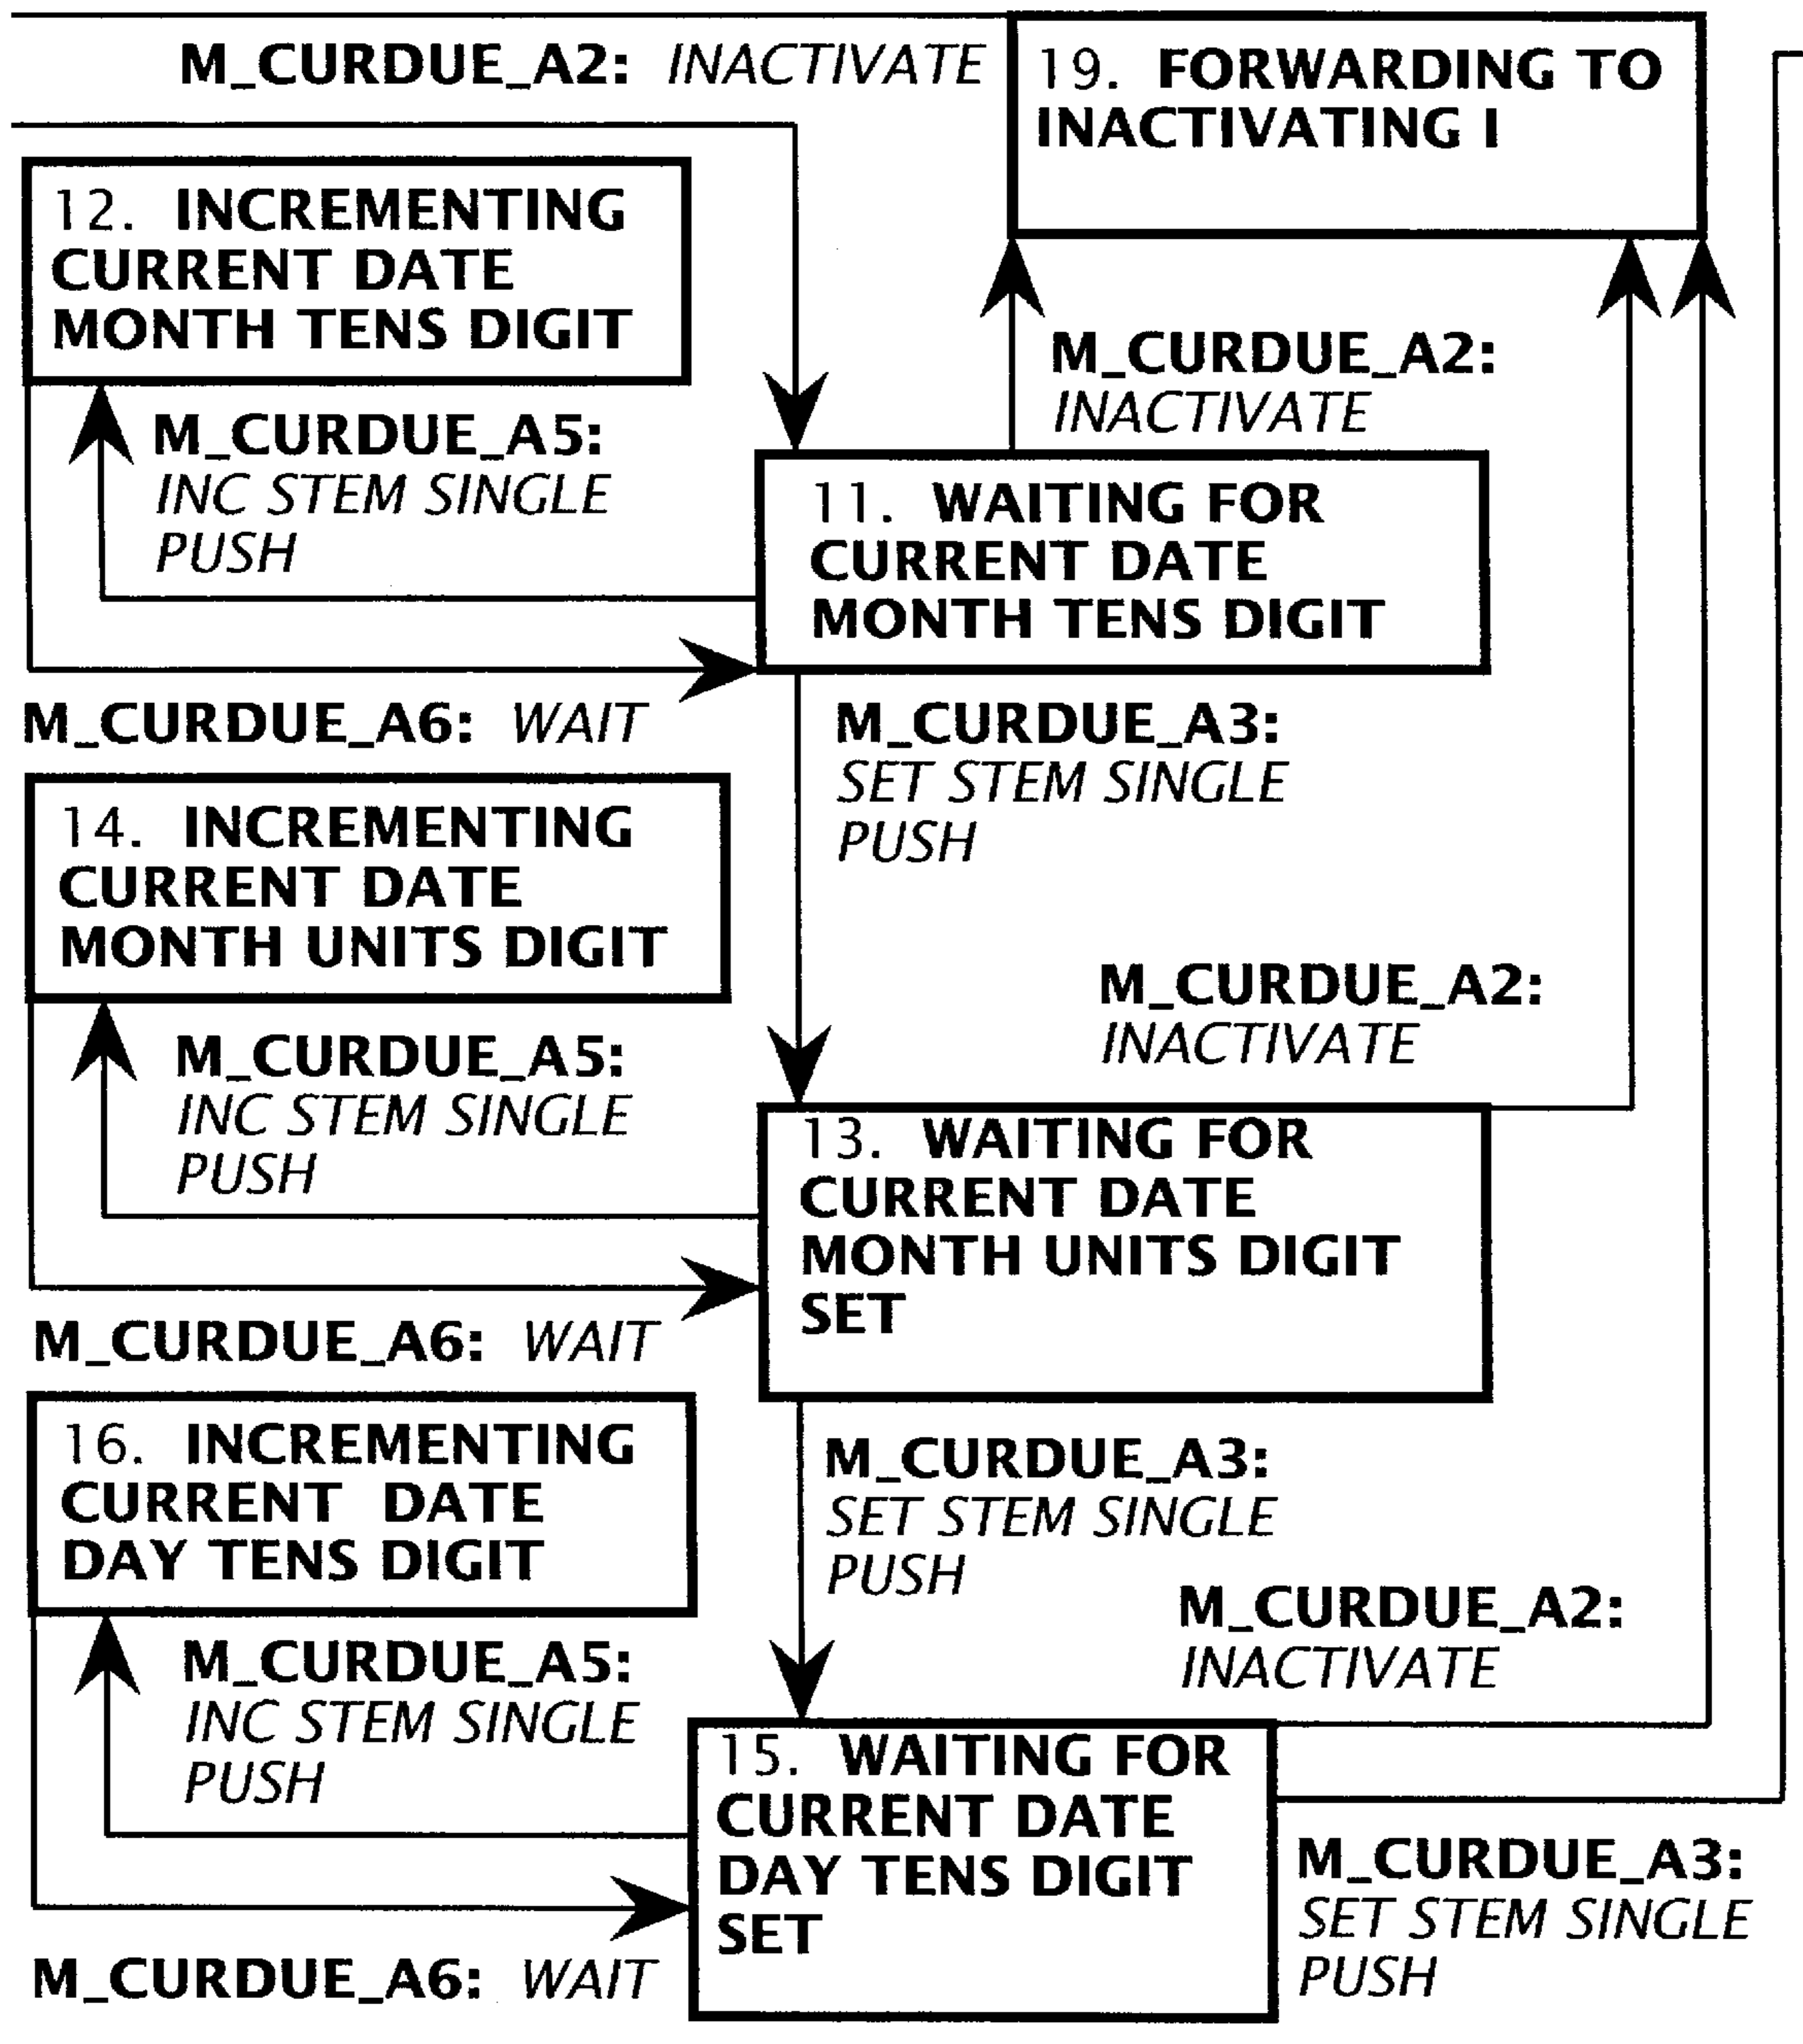 M_CURDUE_A2: INACTIVATE
19. FORWARDING TO
INACTIVATING I
12. INCREMENTING
CURRENT DATE
MONTH TENS DIGIT
M_CURDUE_A2:
INACTIVATE
M_CURDUE_A5:
INC STEM SINGLE
PUSH
11. WAITING FOR
CURRENT DATE
MONTH TENS DIGIT
M_CURDUE_A6: WAIT
M_CURDUE_A3:
SET STEM SINGLE
PUSH
14. INCREMENTING
CURRENT DATE
MONTH UNITS DIGIT
M_CURDUE_A2:
INACTIVATE
M_CURDUE_A5:
INC STEM SINGLE
PUSH
13. WAITING FOR
CURRENT DATE
MONTH UNITS DIGIT
SET
M_CURDUE_A6: WAIT
M_CURDUE_A3:
SET STEM SINGLE
PUSH
16. INCREMENTING
CURRENT DATE
DAY TENS DIGIT
M_CURDUE_A2:
INACTIVATE
M_CURDUE_A5:
INC STEM SINGLE
PUSH
15. WAITING FOR
CURRENT DATE
DAY TENS DIGIT
SET
M_CURDUE_A3:
SET STEM SINGLE
PUSH
M_CURDUE_A6: WAIT